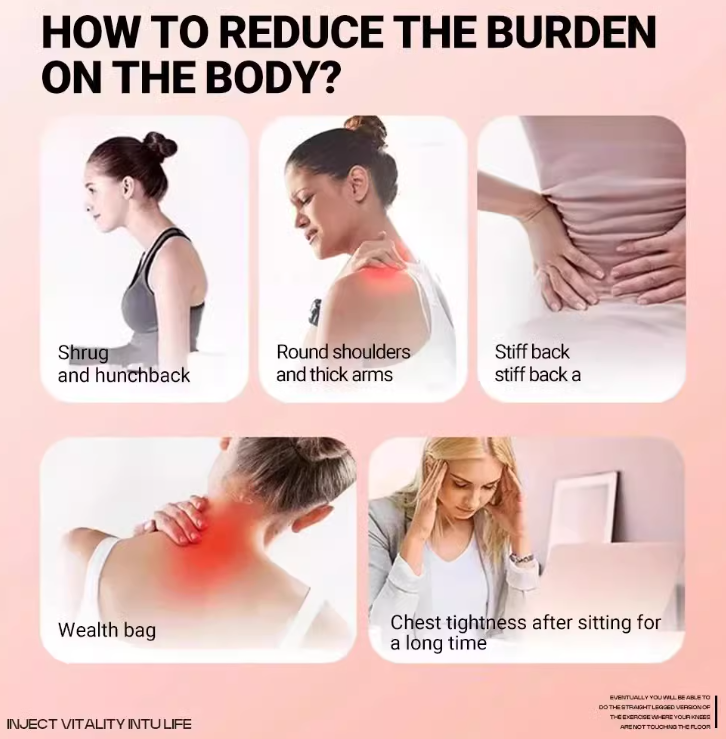 HOW TO REDUCE THE BURDEN
ON THE BODY?
Shrug
and hunchback
Round shoulders
and thick arms
Stiff back
stiff back a
Wealth bag
Chest tightness after sitting for
a long time
INJECT VITALITY INTU LIFE
EVENTUALLY YOU WILL BE ABLE TO
DO THE STRAIGHT LEGGED VERSION OF
THE EXERCISE WHERE YOUR KNEES
ARE NOT TOUCHING THE FLOOR